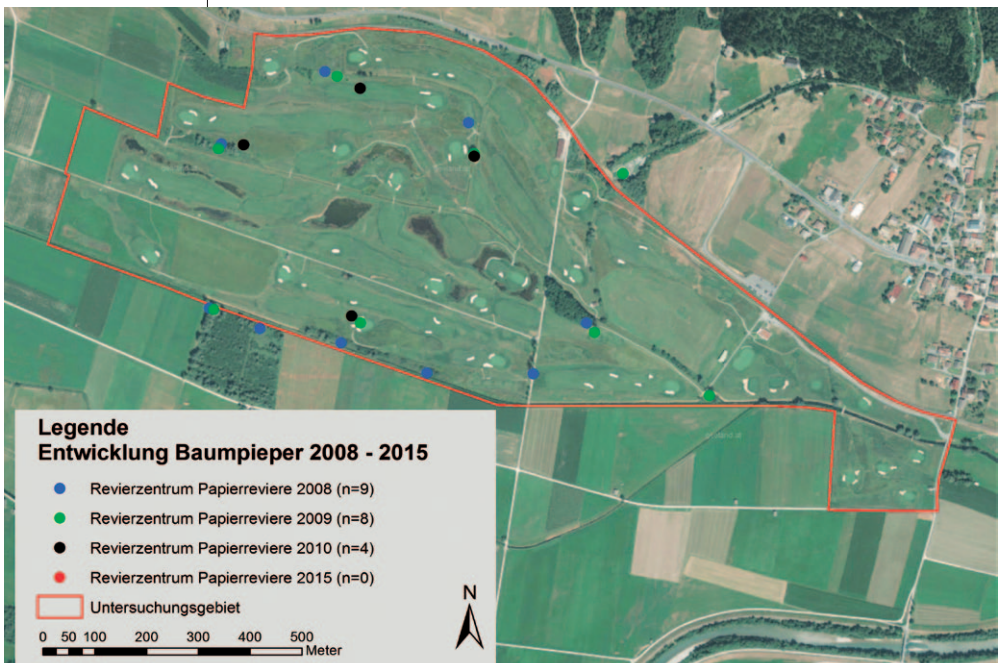 Legende
Entwicklung Baumpieper 2008 - 2015
Revierzentrum Papierreviere 2008 (n=9)
Revierzentrum Papierreviere 2009 (n=8)
Revierzentrum Papierreviere 2010 (n=4)
Revierzentrum Papierreviere 2015 (n=0)
Untersuchungsgebiet
N
0 50 100 200 300 400 500
Meter